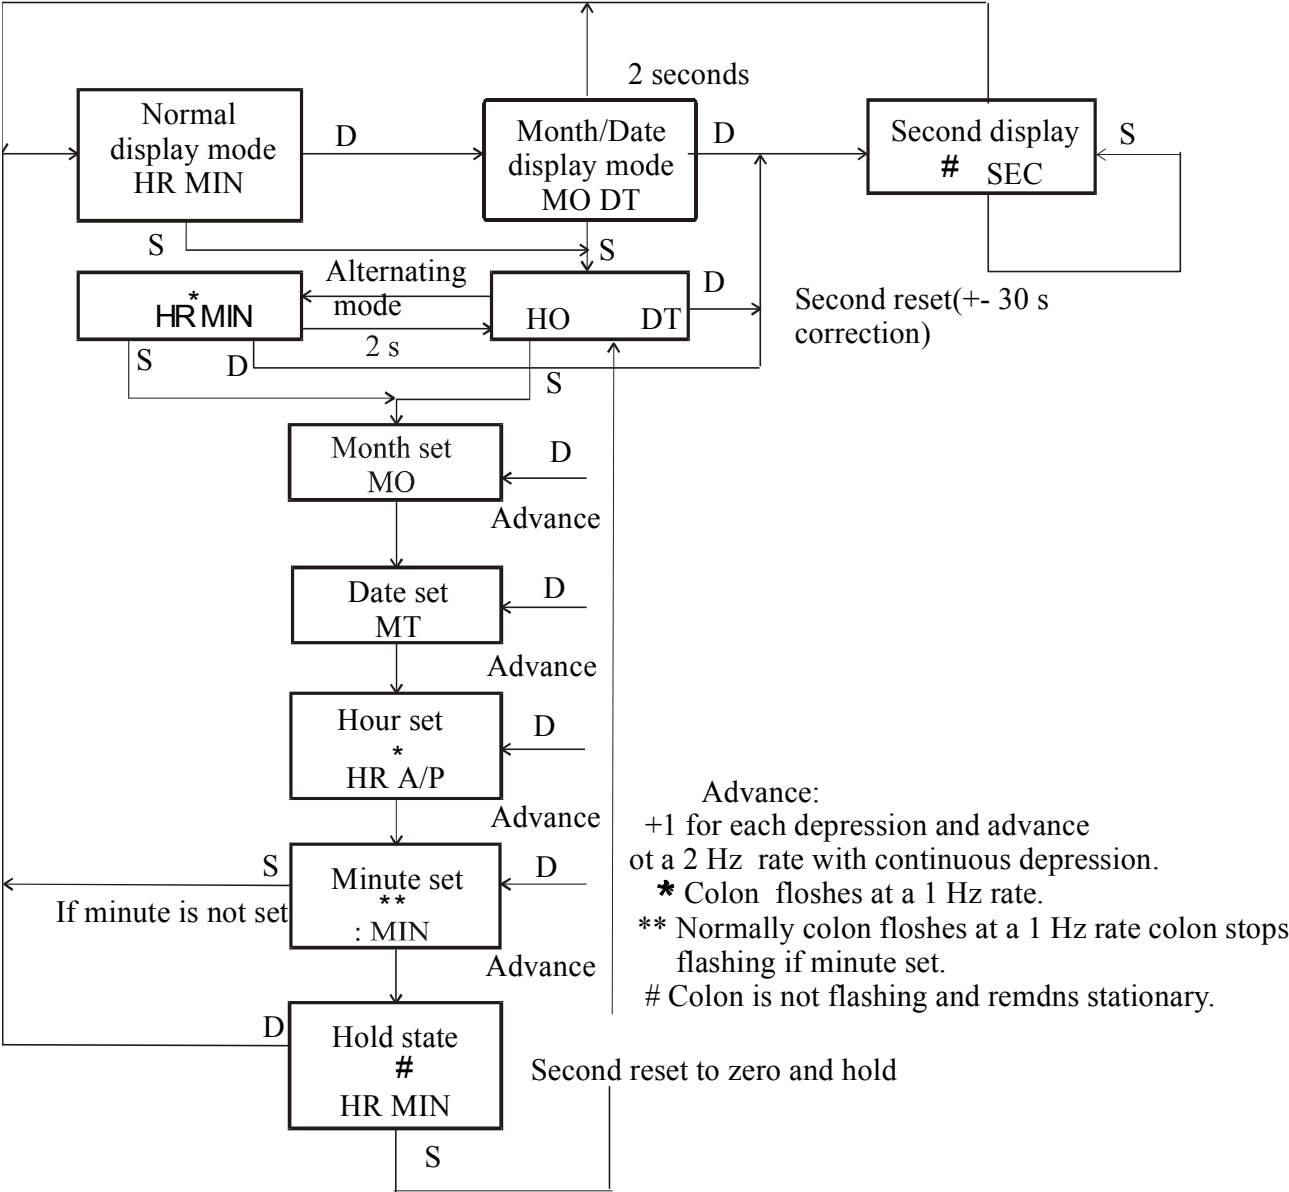 2 seconds
Normal
display mode
HR MIN
D
Month/Date
display mode
MO DT
D
Second display
# SEC
S
S
S
Alternating
mode
2 s
*
HR MIN
HO DT
D
Second reset(+- 30 s
correction)
S
D
S
Month set
MO
D
Advance
Date set
MT
D
Advance
Hour set
*
HR A/P
D
Advance
S
If minute is not set
Minute set
**
: MIN
D
Advance
D
Hold state
#
HR MIN
S
Second reset to zero and hold
Advance:
+1 for each depression and advance
ot a 2 Hz rate with continuous depression.
* Colon floshes at a 1 Hz rate.
** Normally colon floshes at a 1 Hz rate colon stops
flashing if minute set.
# Colon is not flashing and remdns stationary.